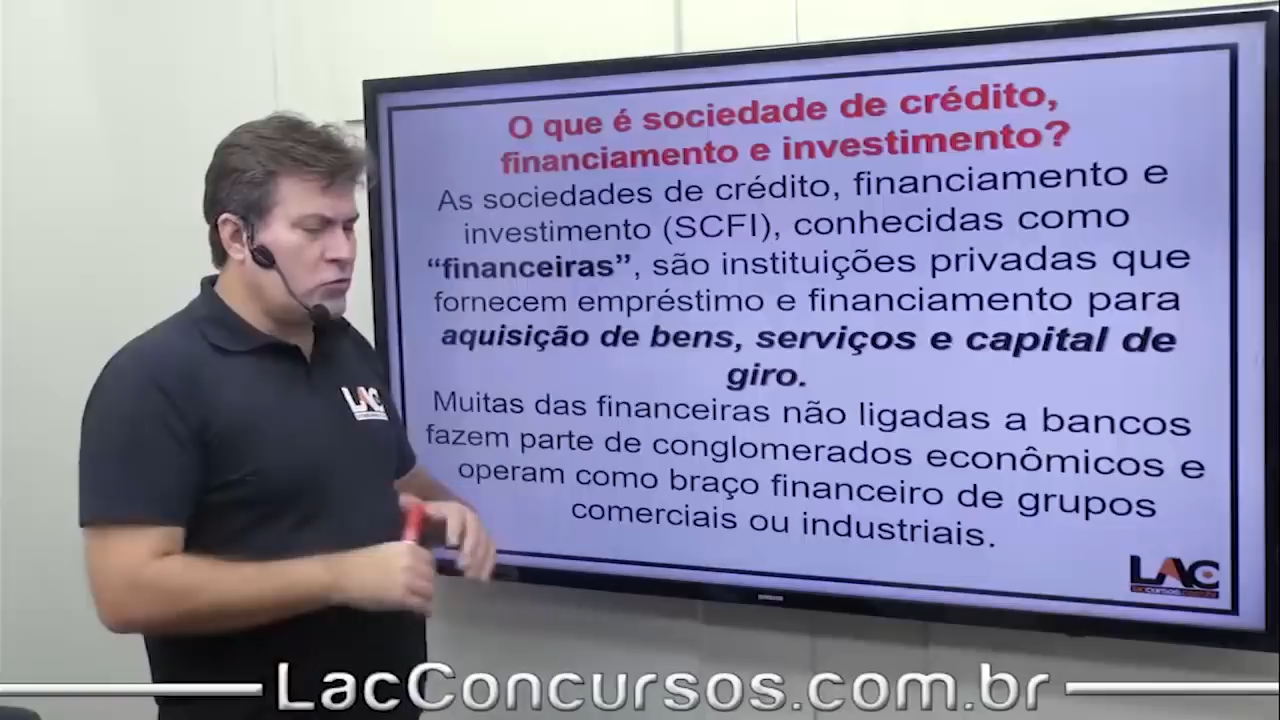 O que é sociedade de crédito,
financiamento e investimento?
As sociedades de crédito, financiamento e
investimento (SCFI), conhecidas como
“financeiras”, são instituições privadas que
fornecem empréstimo e financiamento para
aquisição de bens, serviços e capital de
giro.
Muitas das financeiras não ligadas a bancos
fazem parte de conglomerados econômicos e
operam como braço financeiro de grupos
comerciais ou industriais.
LAC
LAC
SAMSUNG
LacConcursos.com.br